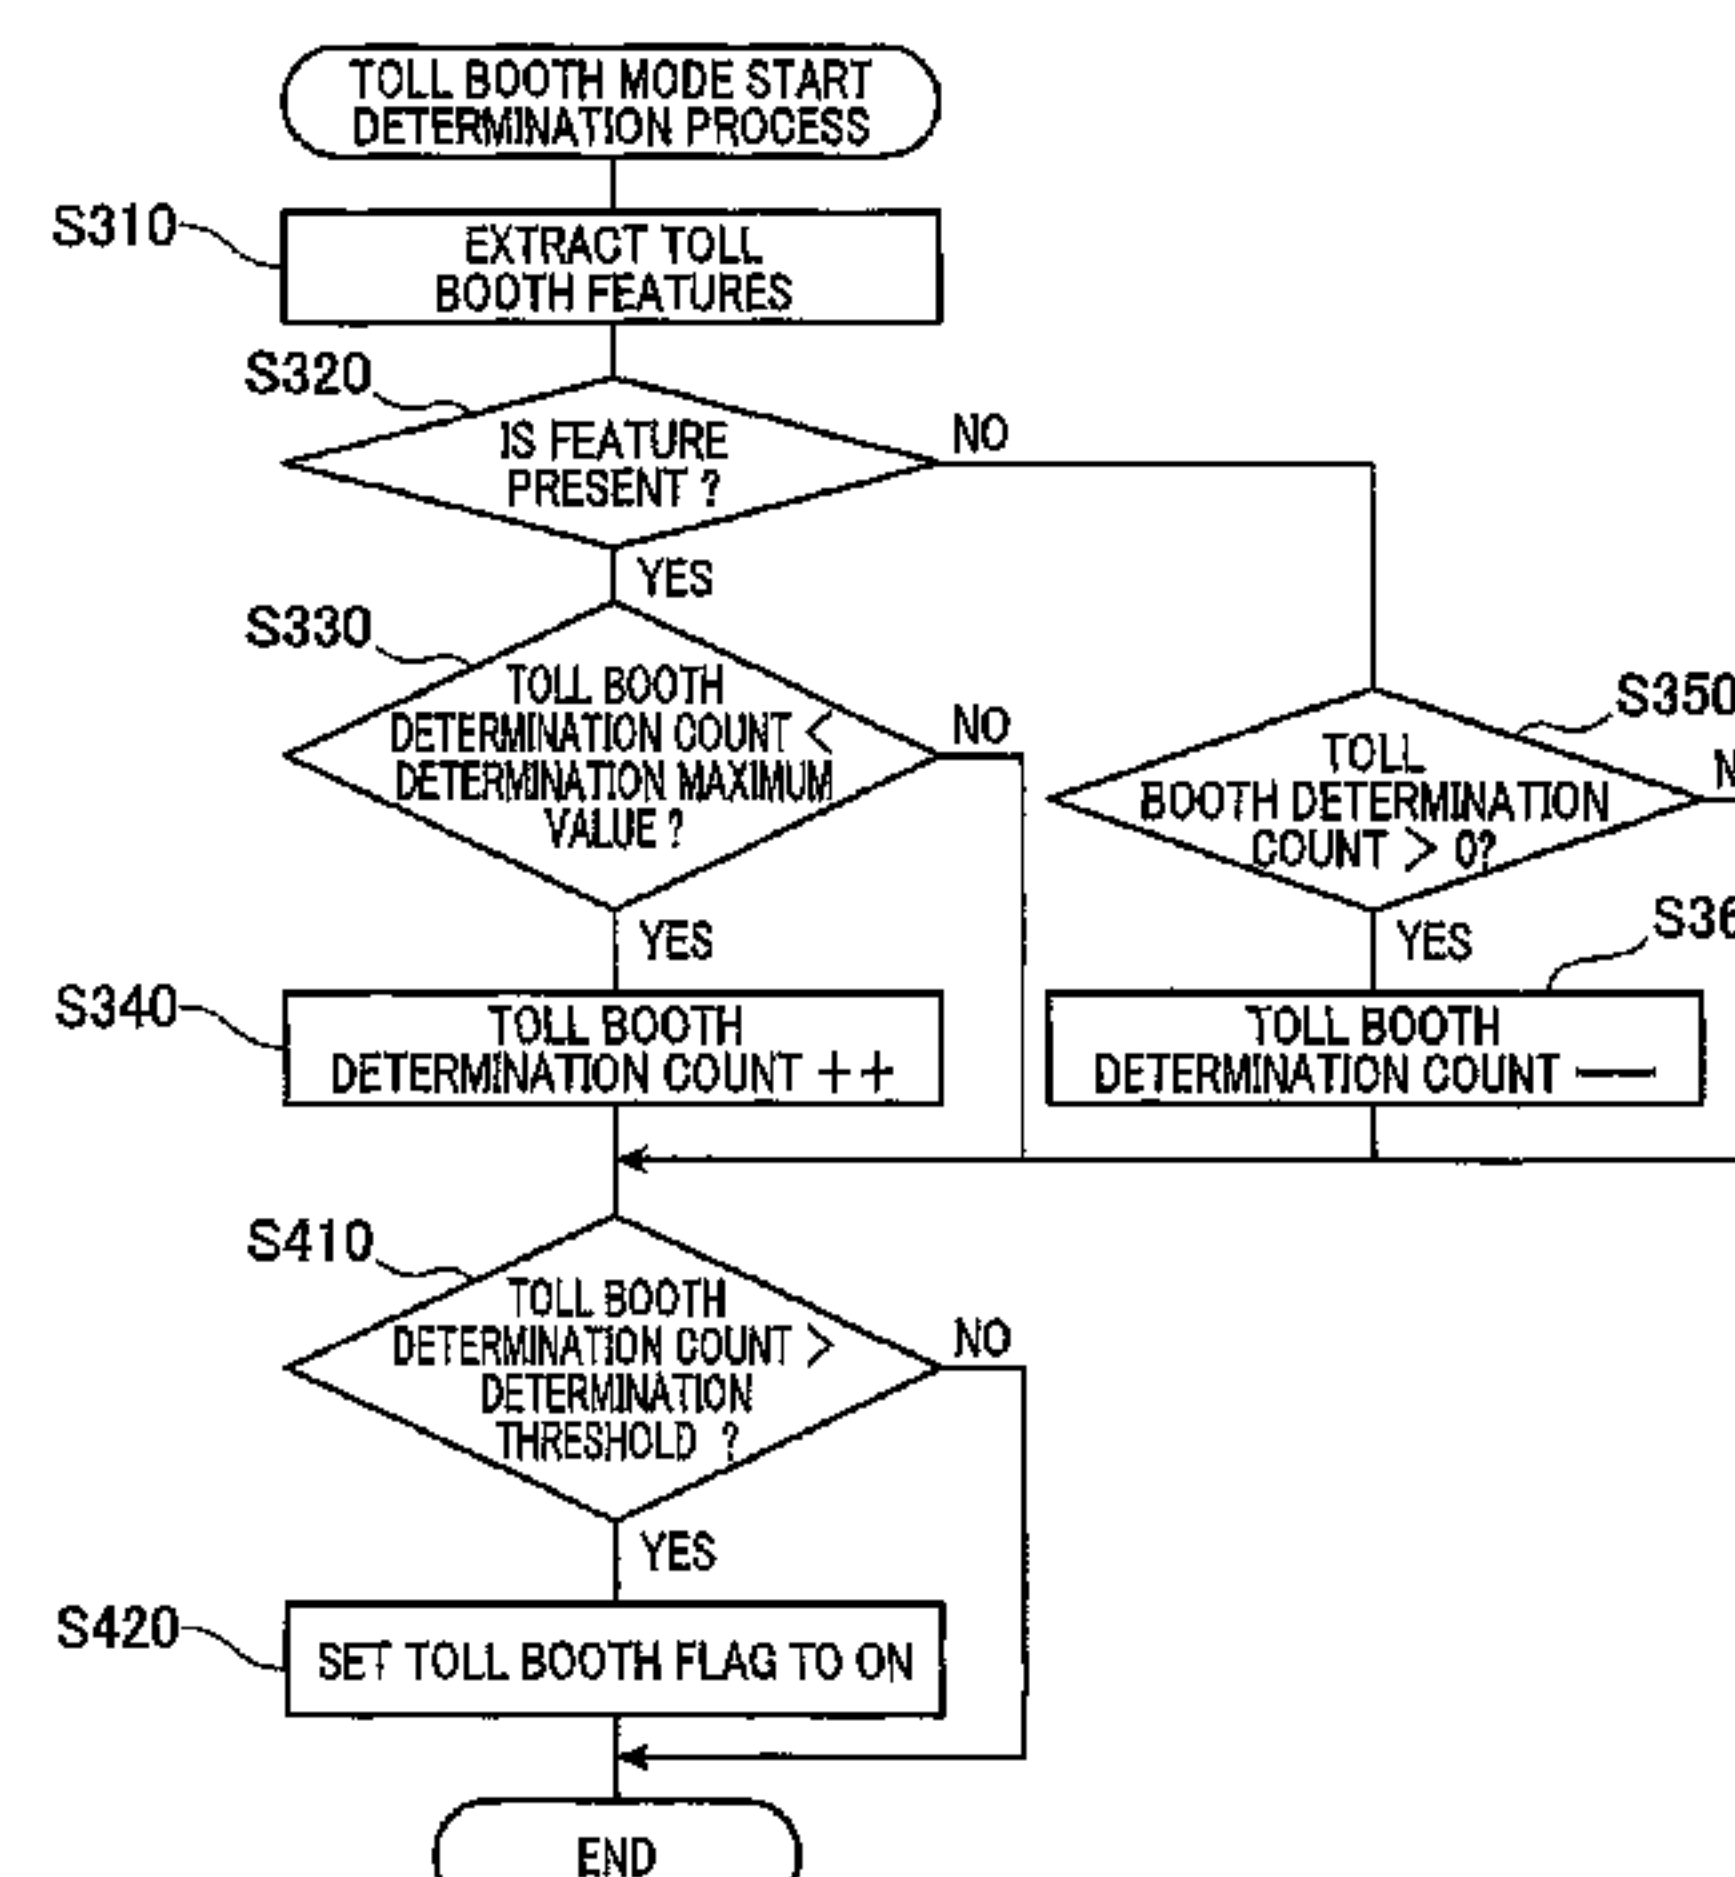 TOLL BOOTH MODE START
DETERMINATION PROCESS
S310
EXTRACT TOLL
BOOTH FEATURES
S320
IS FEATURE
PRESENT ?
NO
YES
S330
TOLL BOOTH
DETERMINATION COUNT <
DETERMINATION MAXIMUM
VALUE ?
NO
YES
S350
TOLL
BOOTH DETERMINATION
COUNT > 0?
YES
S340
TOLL BOOTH
DETERMINATION COUNT ++
TOLL BOOTH
DETERMINATION COUNT --
S410
TOLL BOOTH
DETERMINATION COUNT >
DETERMINATION
THRESHOLD ?
NO
YES
S420
SET TOLL BOOTH FLAG TO ON
END